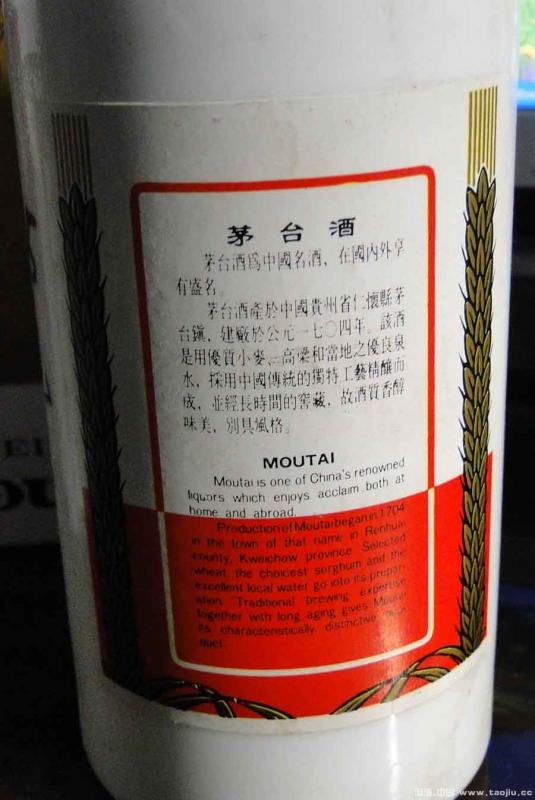 茅台酒
茅台酒爲中國名酒，在國內外享
有盛名。
茅台酒產於中國貴州省仁懷縣茅
台鎭，建廠於公元一七〇四年。該酒
是用優質小麥、高粱和當地之優良泉
水，採用中國傳統的獨特工藝精釀而
成，並經長時間的窖藏，故酒質香醇
味美，別具風格。
MOUTAI
Moutai is one of China's renowned
liquors which enjoys acclaim both at
home and abroad.
Production of Moutai began in 1704
in the town of that name in Renhuai
county, Kweichow province. Selected
wheat, the choicest sorghum and the
excellent local water go into its prepar-
ation. Traditional brewing expertise
together with long aging gives Moutai
its characteristically distinctive
quet.
www.taojiu.cc